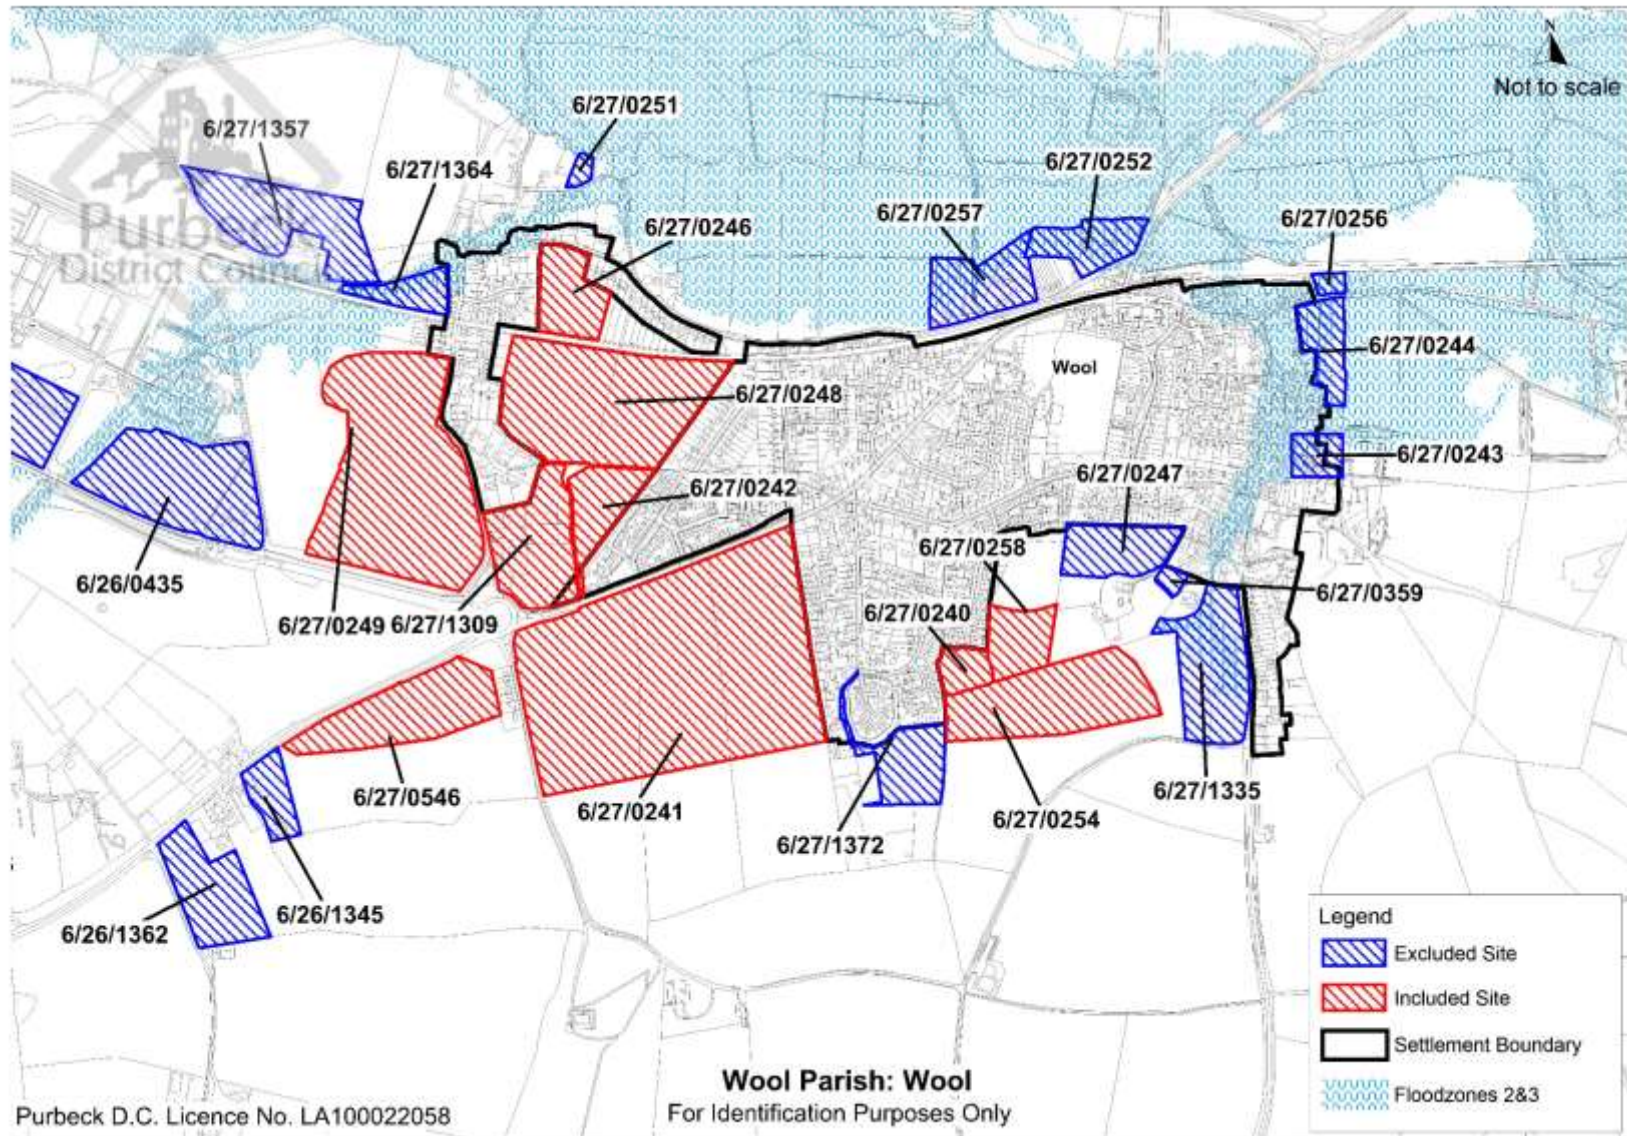 N
Not to scale
6/27/0251
6/27/1357
6/27/1364
6/27/0252
6/27/0257
6/27/0256
6/27/0246
Purbeck
District Council
6/27/0244
Wool
6/27/0248
6/27/0243
6/27/0247
6/27/0242
6/27/0258
6/26/0435
6/27/0359
6/27/0240
6/27/0249
6/27/1309
6/27/0546
6/27/0241
6/27/1335
6/27/0254
6/27/1372
6/26/1345
6/26/1362
Legend
Excluded Site
Included Site
Settlement Boundary
Floodzones 2&3
Wool Parish: Wool
For Identification Purposes Only
Purbeck D.C. Licence No. LA100022058